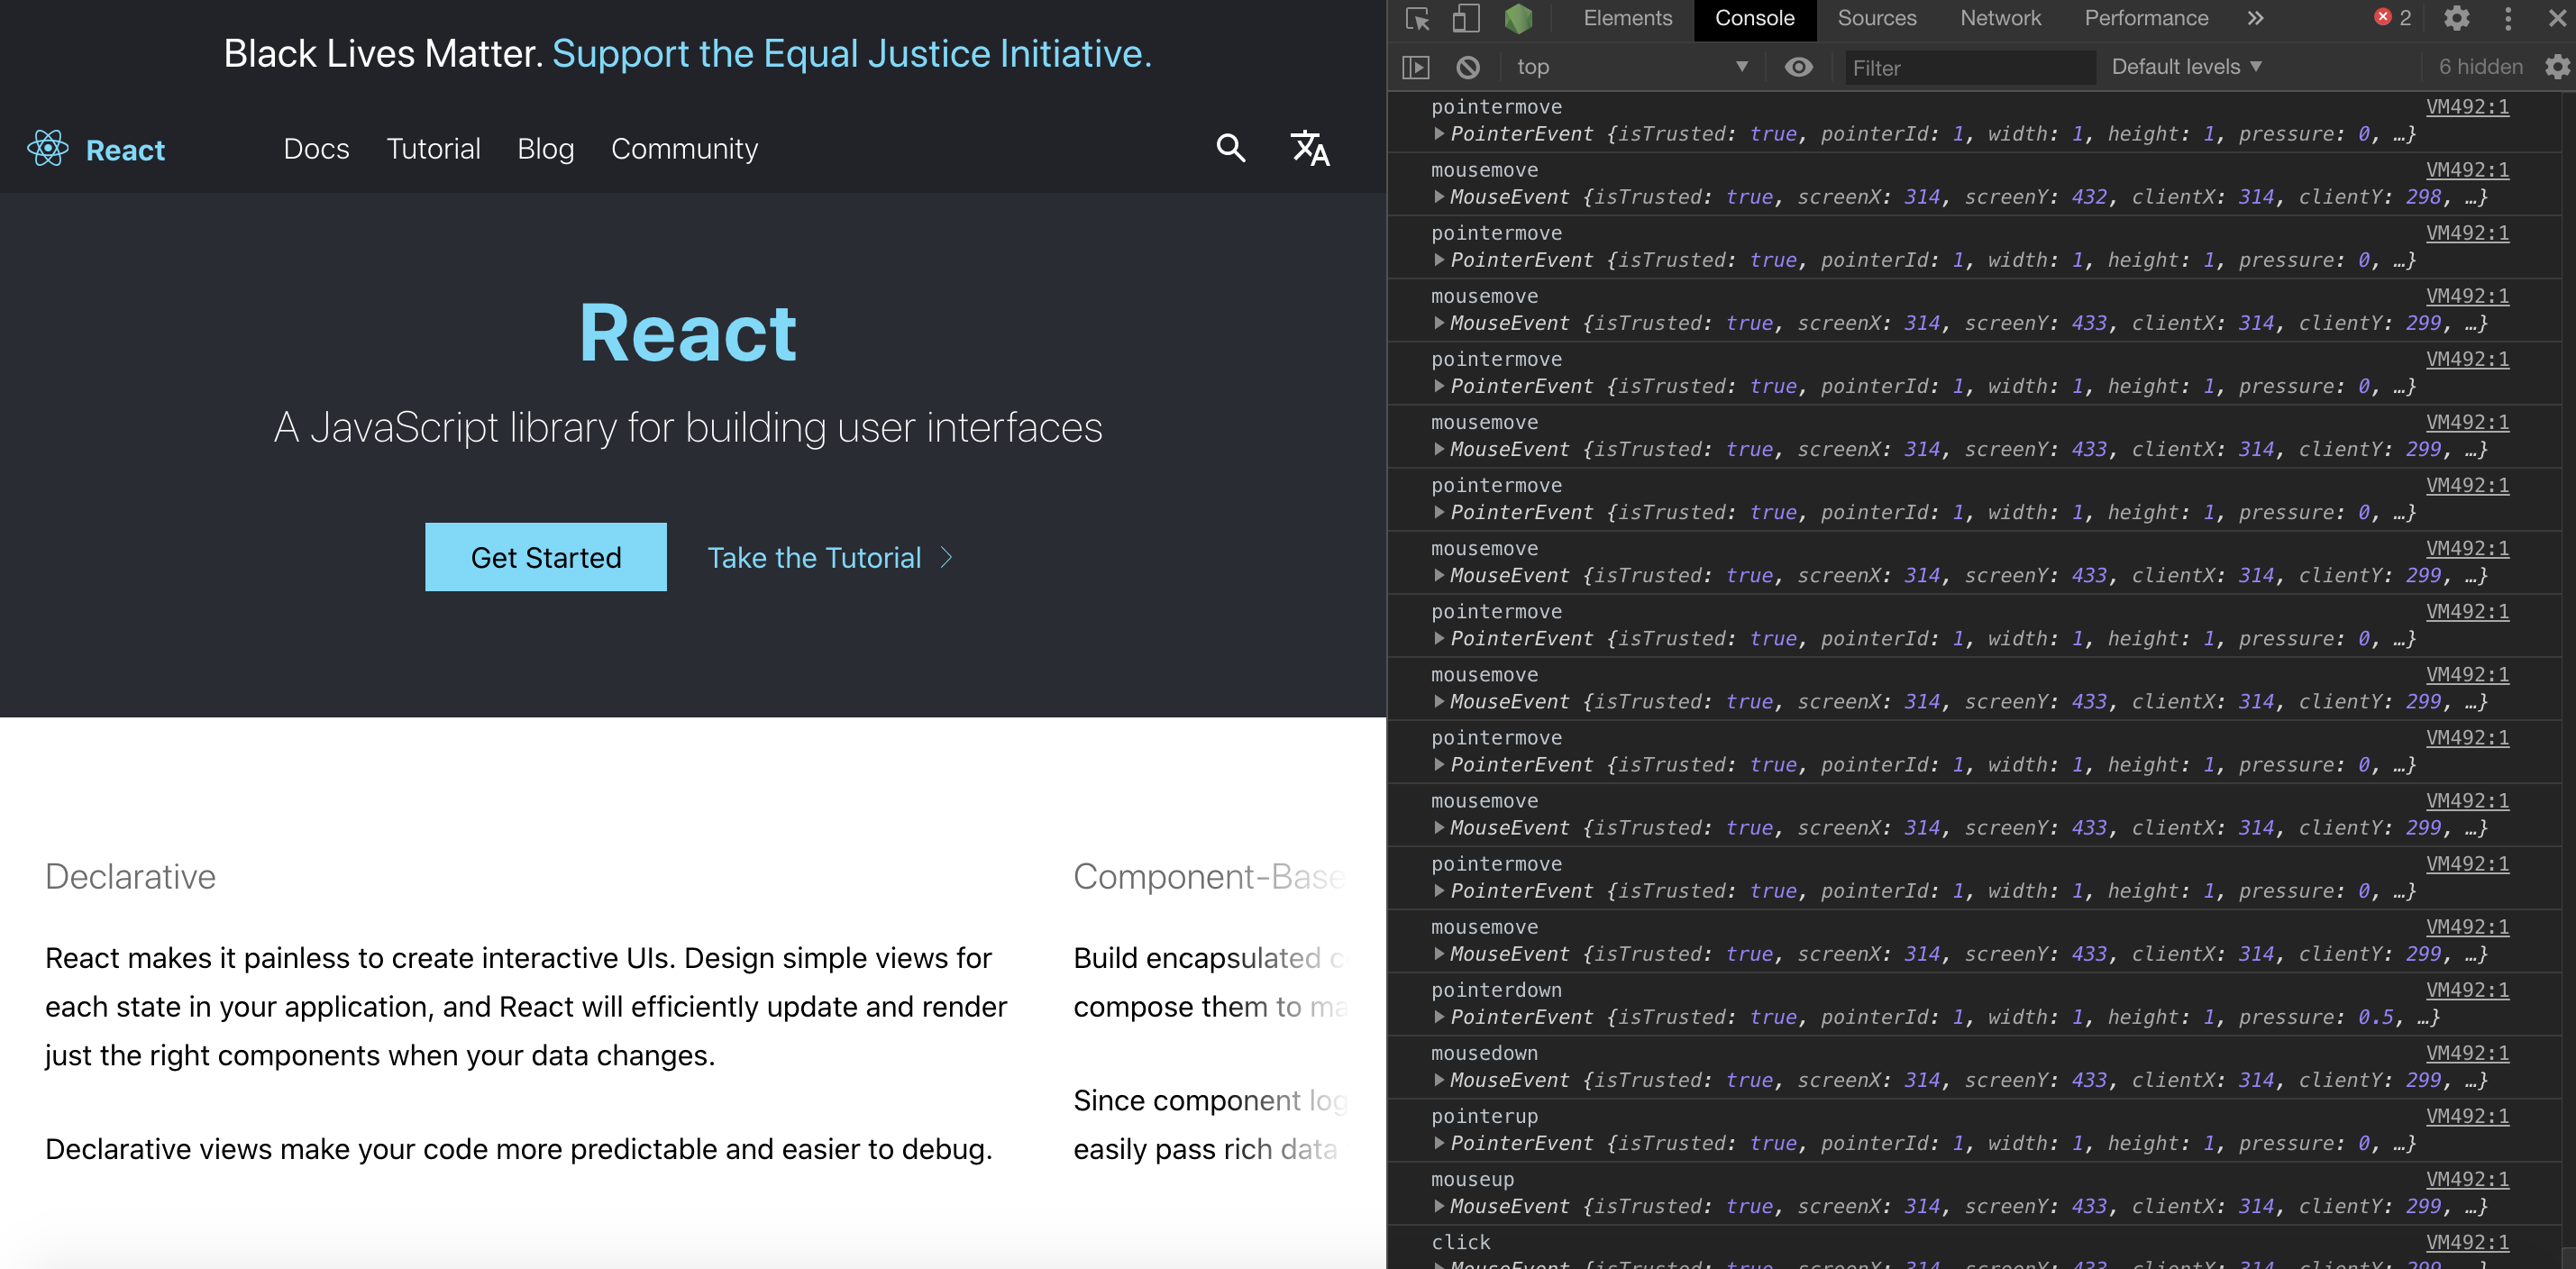 Black Lives Matter. Support the Equal Justice Initiative.
React Docs Tutorial Blog Community
React
A JavaScript library for building user interfaces
Get Started Take the Tutorial
Declarative
React makes it painless to create interactive UIs. Design simple views for
each state in your application, and React will efficiently update and render
just the right components when your data changes.
Declarative views make your code more predictable and easier to debug.
Component-Base
Build encapsulated c
compose them to ma
Since component log
easily pass rich data
Elements Console Sources Network Performance 2
top Filter Default levels 6 hidden
pointermove VM492:1
PointerEvent {isTrusted: true, pointerId: 1, width: 1, height: 1, pressure: 0, …}
mousemove VM492:1
MouseEvent {isTrusted: true, screenX: 314, screenY: 432, clientX: 314, clientY: 298, …}
pointermove VM492:1
PointerEvent {isTrusted: true, pointerId: 1, width: 1, height: 1, pressure: 0, …}
mousemove VM492:1
MouseEvent {isTrusted: true, screenX: 314, screenY: 433, clientX: 314, clientY: 299, …}
pointermove VM492:1
PointerEvent {isTrusted: true, pointerId: 1, width: 1, height: 1, pressure: 0, …}
mousemove VM492:1
MouseEvent {isTrusted: true, screenX: 314, screenY: 433, clientX: 314, clientY: 299, …}
pointermove VM492:1
PointerEvent {isTrusted: true, pointerId: 1, width: 1, height: 1, pressure: 0, …}
mousemove VM492:1
MouseEvent {isTrusted: true, screenX: 314, screenY: 433, clientX: 314, clientY: 299, …}
pointermove VM492:1
PointerEvent {isTrusted: true, pointerId: 1, width: 1, height: 1, pressure: 0, …}
mousemove VM492:1
MouseEvent {isTrusted: true, screenX: 314, screenY: 433, clientX: 314, clientY: 299, …}
pointermove VM492:1
PointerEvent {isTrusted: true, pointerId: 1, width: 1, height: 1, pressure: 0, …}
mousemove VM492:1
MouseEvent {isTrusted: true, screenX: 314, screenY: 433, clientX: 314, clientY: 299, …}
pointermove VM492:1
PointerEvent {isTrusted: true, pointerId: 1, width: 1, height: 1, pressure: 0, …}
mousemove VM492:1
MouseEvent {isTrusted: true, screenX: 314, screenY: 433, clientX: 314, clientY: 299, …}
pointerdown VM492:1
PointerEvent {isTrusted: true, pointerId: 1, width: 1, height: 1, pressure: 0.5, …}
mousedown VM492:1
MouseEvent {isTrusted: true, screenX: 314, screenY: 433, clientX: 314, clientY: 299, …}
pointerup VM492:1
PointerEvent {isTrusted: true, pointerId: 1, width: 1, height: 1, pressure: 0, …}
mouseup VM492:1
MouseEvent {isTrusted: true, screenX: 314, screenY: 433, clientX: 314, clientY: 299, …}
click VM492:1